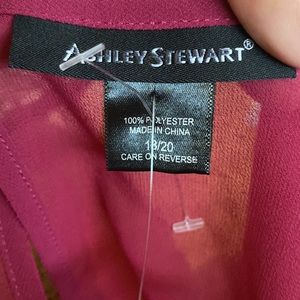 ASHLEY STEWART®
100% POLYESTER
MADE IN CHINA
18/20
CARE ON REVERSE